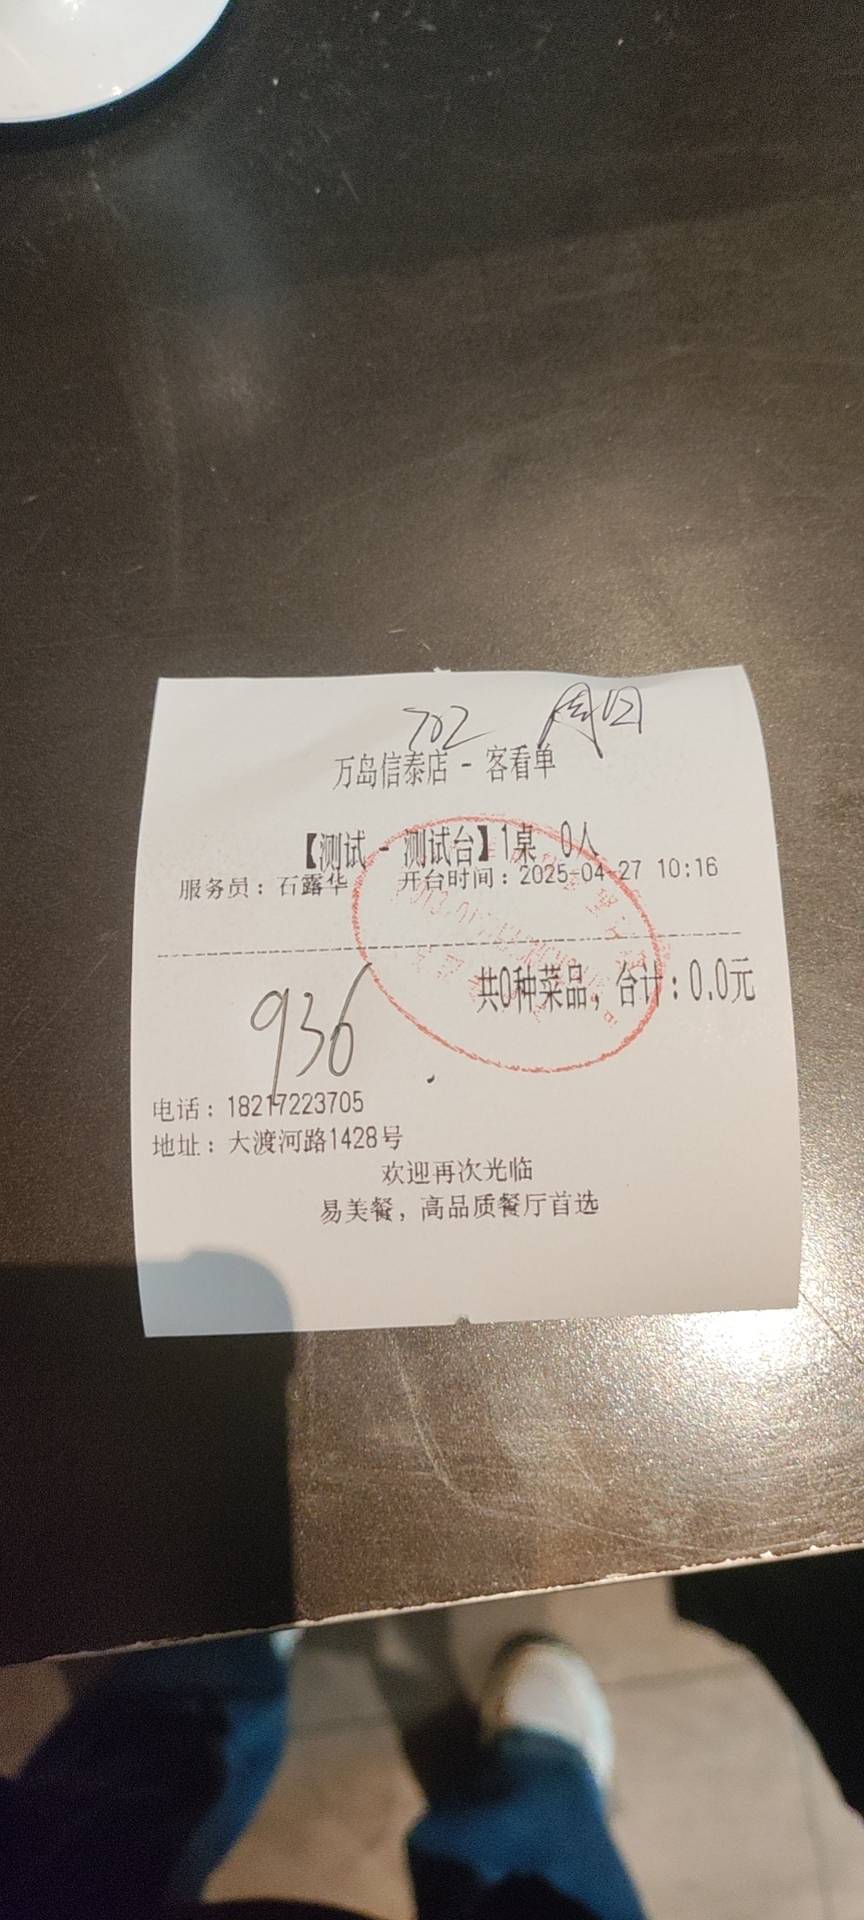 702 周日
万岛信泰店 - 客看单
【测试 - 测试台】1桌 0人
服务员：石露华 开台时间：2025-04-27 10:16
共0种菜品，合计：0.0元
936
电话：18217223705
地址：大渡河路1428号
欢迎再次光临
易美餐，高品质餐厅首选